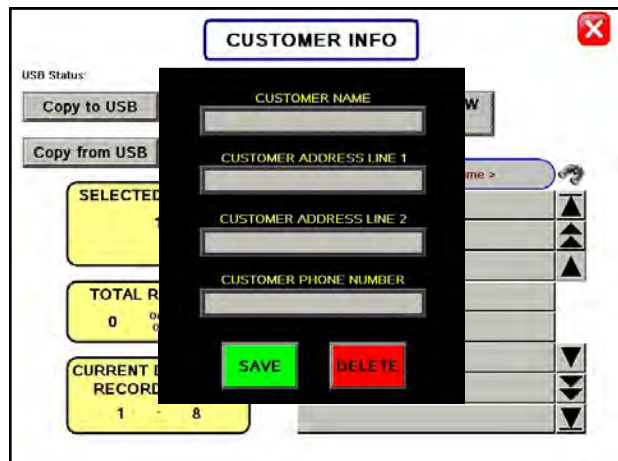 CUSTOMER INFO
USB Status:
Copy to USB
W
Copy from USB
me >
SELECTED
1
TOTAL R
0
CURRENT D
RECORD
1 - 8
CUSTOMER NAME
CUSTOMER ADDRESS LINE 1
CUSTOMER ADDRESS LINE 2
CUSTOMER PHONE NUMBER
SAVE
DELETE